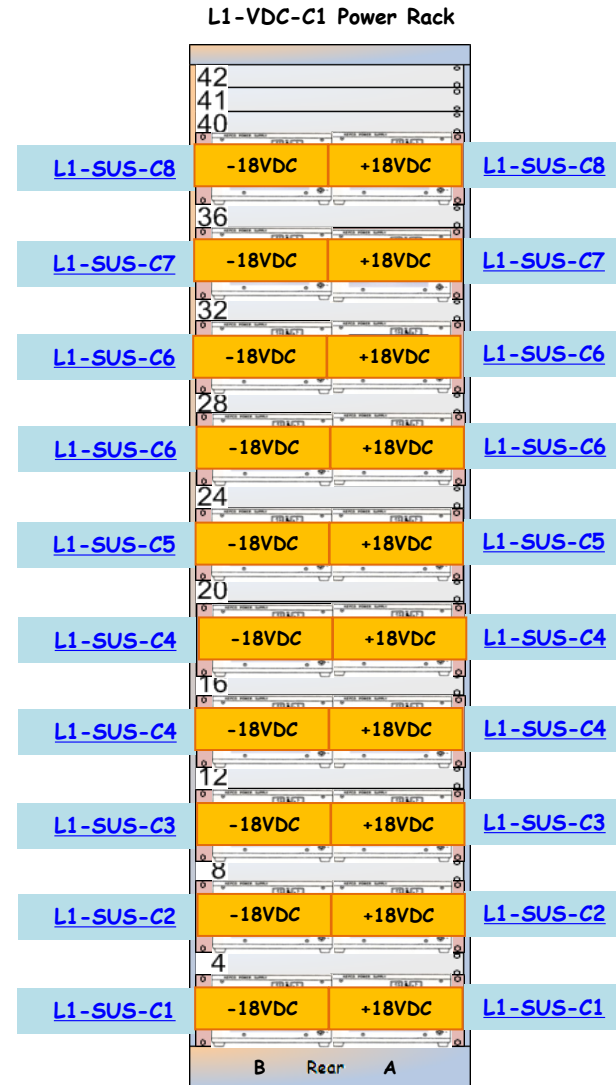 L1-VDC-C1 Power Rack
42
41
40
L1-SUS-C8 -18VDC +18VDC L1-SUS-C8
36
L1-SUS-C7 -18VDC +18VDC L1-SUS-C7
32
L1-SUS-C6 -18VDC +18VDC L1-SUS-C6
28
L1-SUS-C6 -18VDC +18VDC L1-SUS-C6
24
L1-SUS-C5 -18VDC +18VDC L1-SUS-C5
20
L1-SUS-C4 -18VDC +18VDC L1-SUS-C4
16
L1-SUS-C4 -18VDC +18VDC L1-SUS-C4
12
L1-SUS-C3 -18VDC +18VDC L1-SUS-C3
8
L1-SUS-C2 -18VDC +18VDC L1-SUS-C2
4
L1-SUS-C1 -18VDC +18VDC L1-SUS-C1
B Rear A